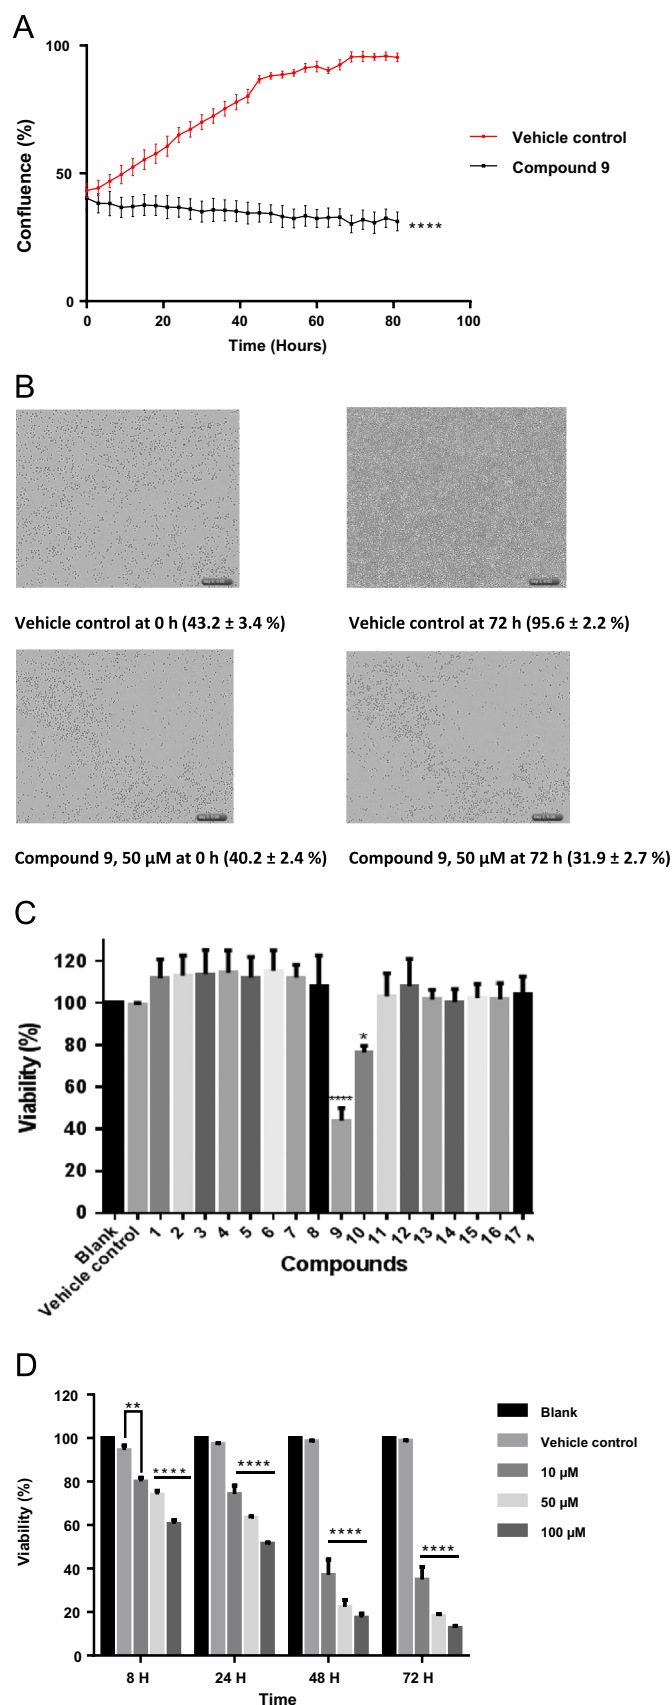 A
100
50
0
Confluence (%)
0 20 40 60 80 100
Time (Hours)
Vehicle control
Compound 9
****
B
Vehicle control at 0 h (43.2 ± 3.4 %)
Vehicle control at 72 h (95.6 ± 2.2 %)
Compound 9, 50 µM at 0 h (40.2 ± 2.4 %)
Compound 9, 50 µM at 72 h (31.9 ± 2.7 %)
C
120
100
80
60
40
20
0
Viability (%)
****
*
Blank Vehicle control 1 2 3 4 5 6 7 8 9 10 11 12 13 14 15 16 17 1
Compounds
D
120
100
80
60
40
20
0
Viability (%)
**
****
****
****
****
8 H 24 H 48 H 72 H
Time
Blank
Vehicle control
10 µM
50 µM
100 µM